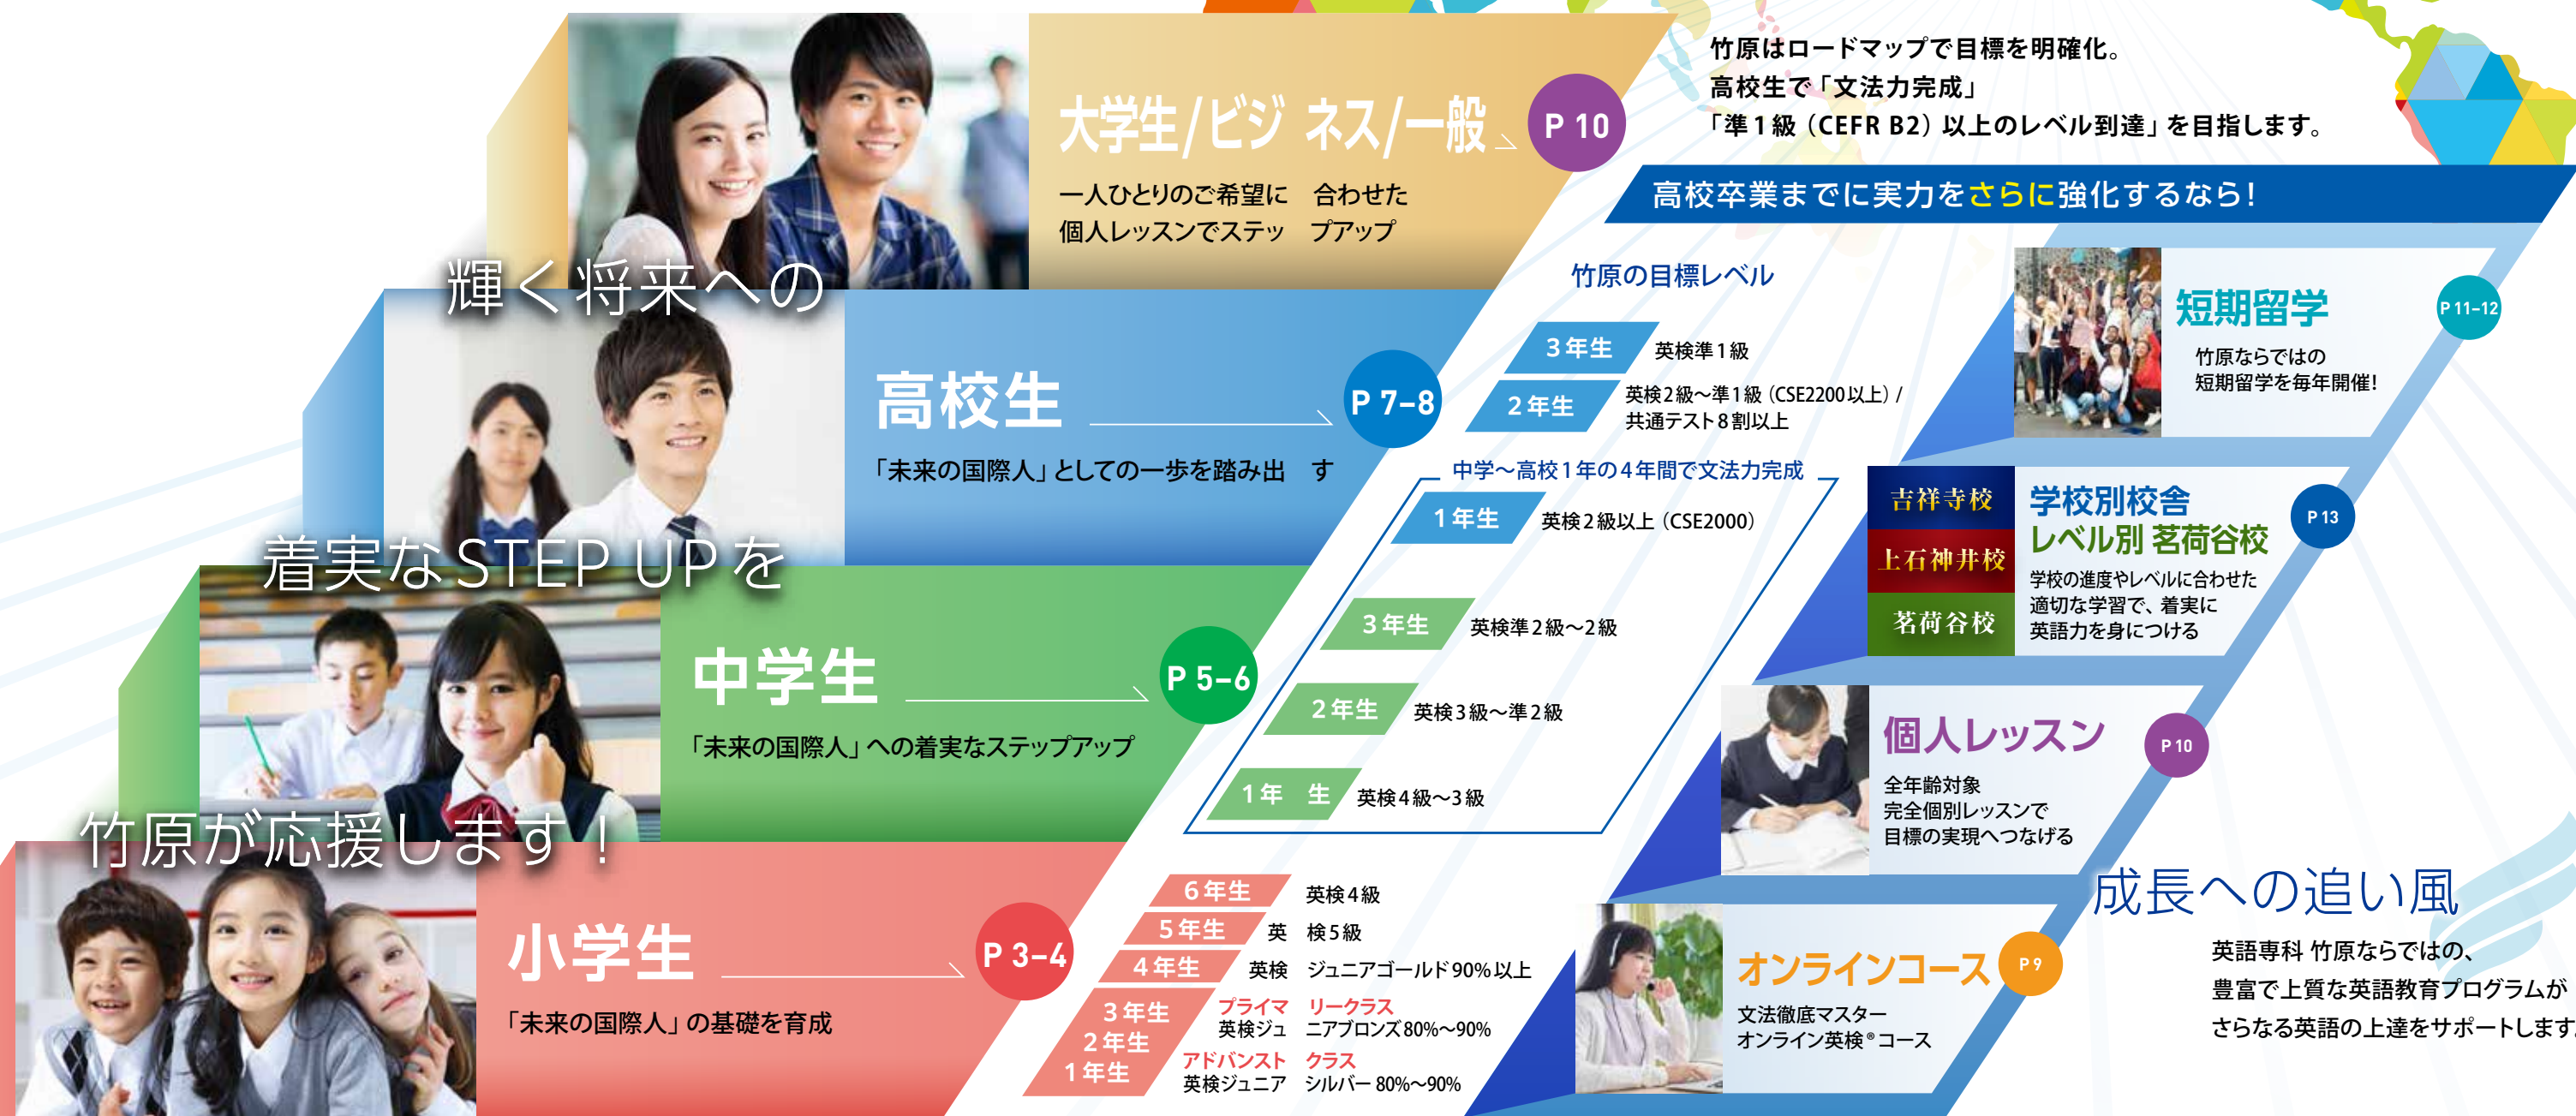 輝く将来への
着実なSTEP UPを
竹原が応援します！
大学生/ビジネス/一般
P 10
一人ひとりのご希望に 合わせた
個人レッスンでステッ プアップ
高校生
P 7-8
「未来の国際人」としての一歩を踏み出 す
中学生
P 5-6
「未来の国際人」への着実なステップアップ
小学生
P 3-4
「未来の国際人」の基礎を育成
竹原はロードマップで目標を明確化。
高校生で「文法力完成」
「準1級（CEFR B2）以上のレベル到達」を目指します。
高校卒業までに実力をさらに強化するなら！
竹原の目標レベル
3年生 英検準1級
2年生 英検2級〜準1級（CSE2200以上）/
共通テスト8割以上
中学〜高校1年の4年間で文法力完成
1年生 英検2級以上（CSE2000）
3年生 英検準2級〜2級
2年生 英検3級〜準2級
1年 生 英検4級〜3級
6年生 英検4級
5年生 英 検5級
4年生 英検 ジュニアゴールド90%以上
3年生
2年生
1年生
プライマ リークラス
英検ジュ ニアブロンズ80%〜90%
アドバンスト クラス
英検ジュニア シルバー 80%〜90%
短期留学
P 11-12
竹原ならではの
短期留学を毎年開催！
吉祥寺校
上石神井校
茗荷谷校
学校別校舎
レベル別 茗荷谷校
P 13
学校の進度やレベルに合わせた
適切な学習で、着実に
英語力を身につける
個人レッスン
P 10
全年齢対象
完全個別レッスンで
目標の実現へつなげる
オンラインコース
P 9
文法徹底マスター
オンライン英検®コース
成長への追い風
英語専科 竹原ならではの、
豊富で上質な英語教育プログラムが
さらなる英語の上達をサポートします。